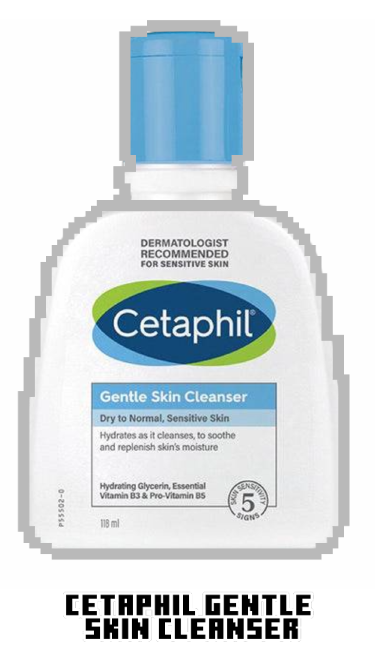 DERMATOLOGIST
RECOMMENDED
FOR SENSITIVE SKIN
Cetaphil®
Gentle Skin Cleanser
Dry to Normal, Sensitive Skin
Hydrates as it cleanses, to soothe
and replenish skin's moisture
Hydrating Glycerin, Essential
Vitamin B3 & Pro-Vitamin B5
SKIN SENSITIVITY
5
SIGNS
118 ml
P55502-0
CETAPHIL GENTLE
SKIN CLEANSER